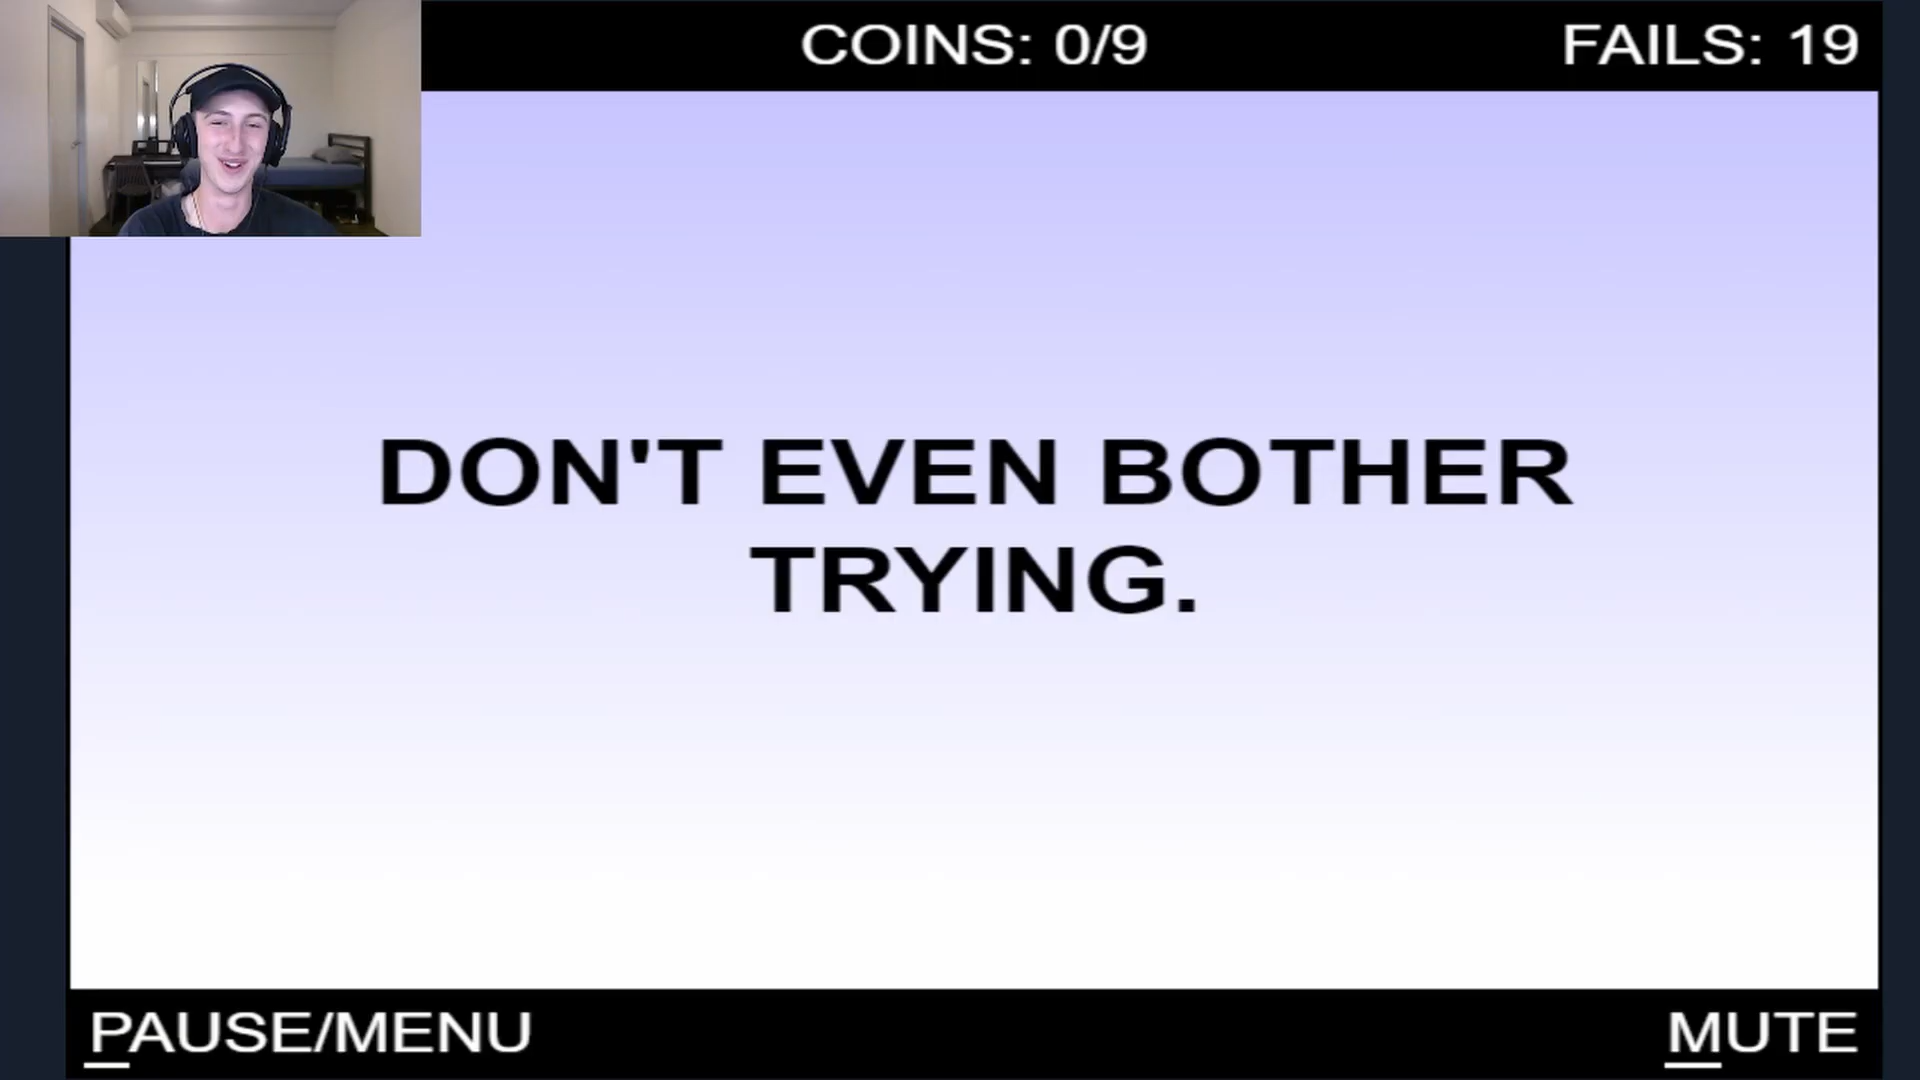 COINS: 0/9
FAILS: 19
DON'T EVEN BOTHER
TRYING.
PAUSE/MENU
MUTE